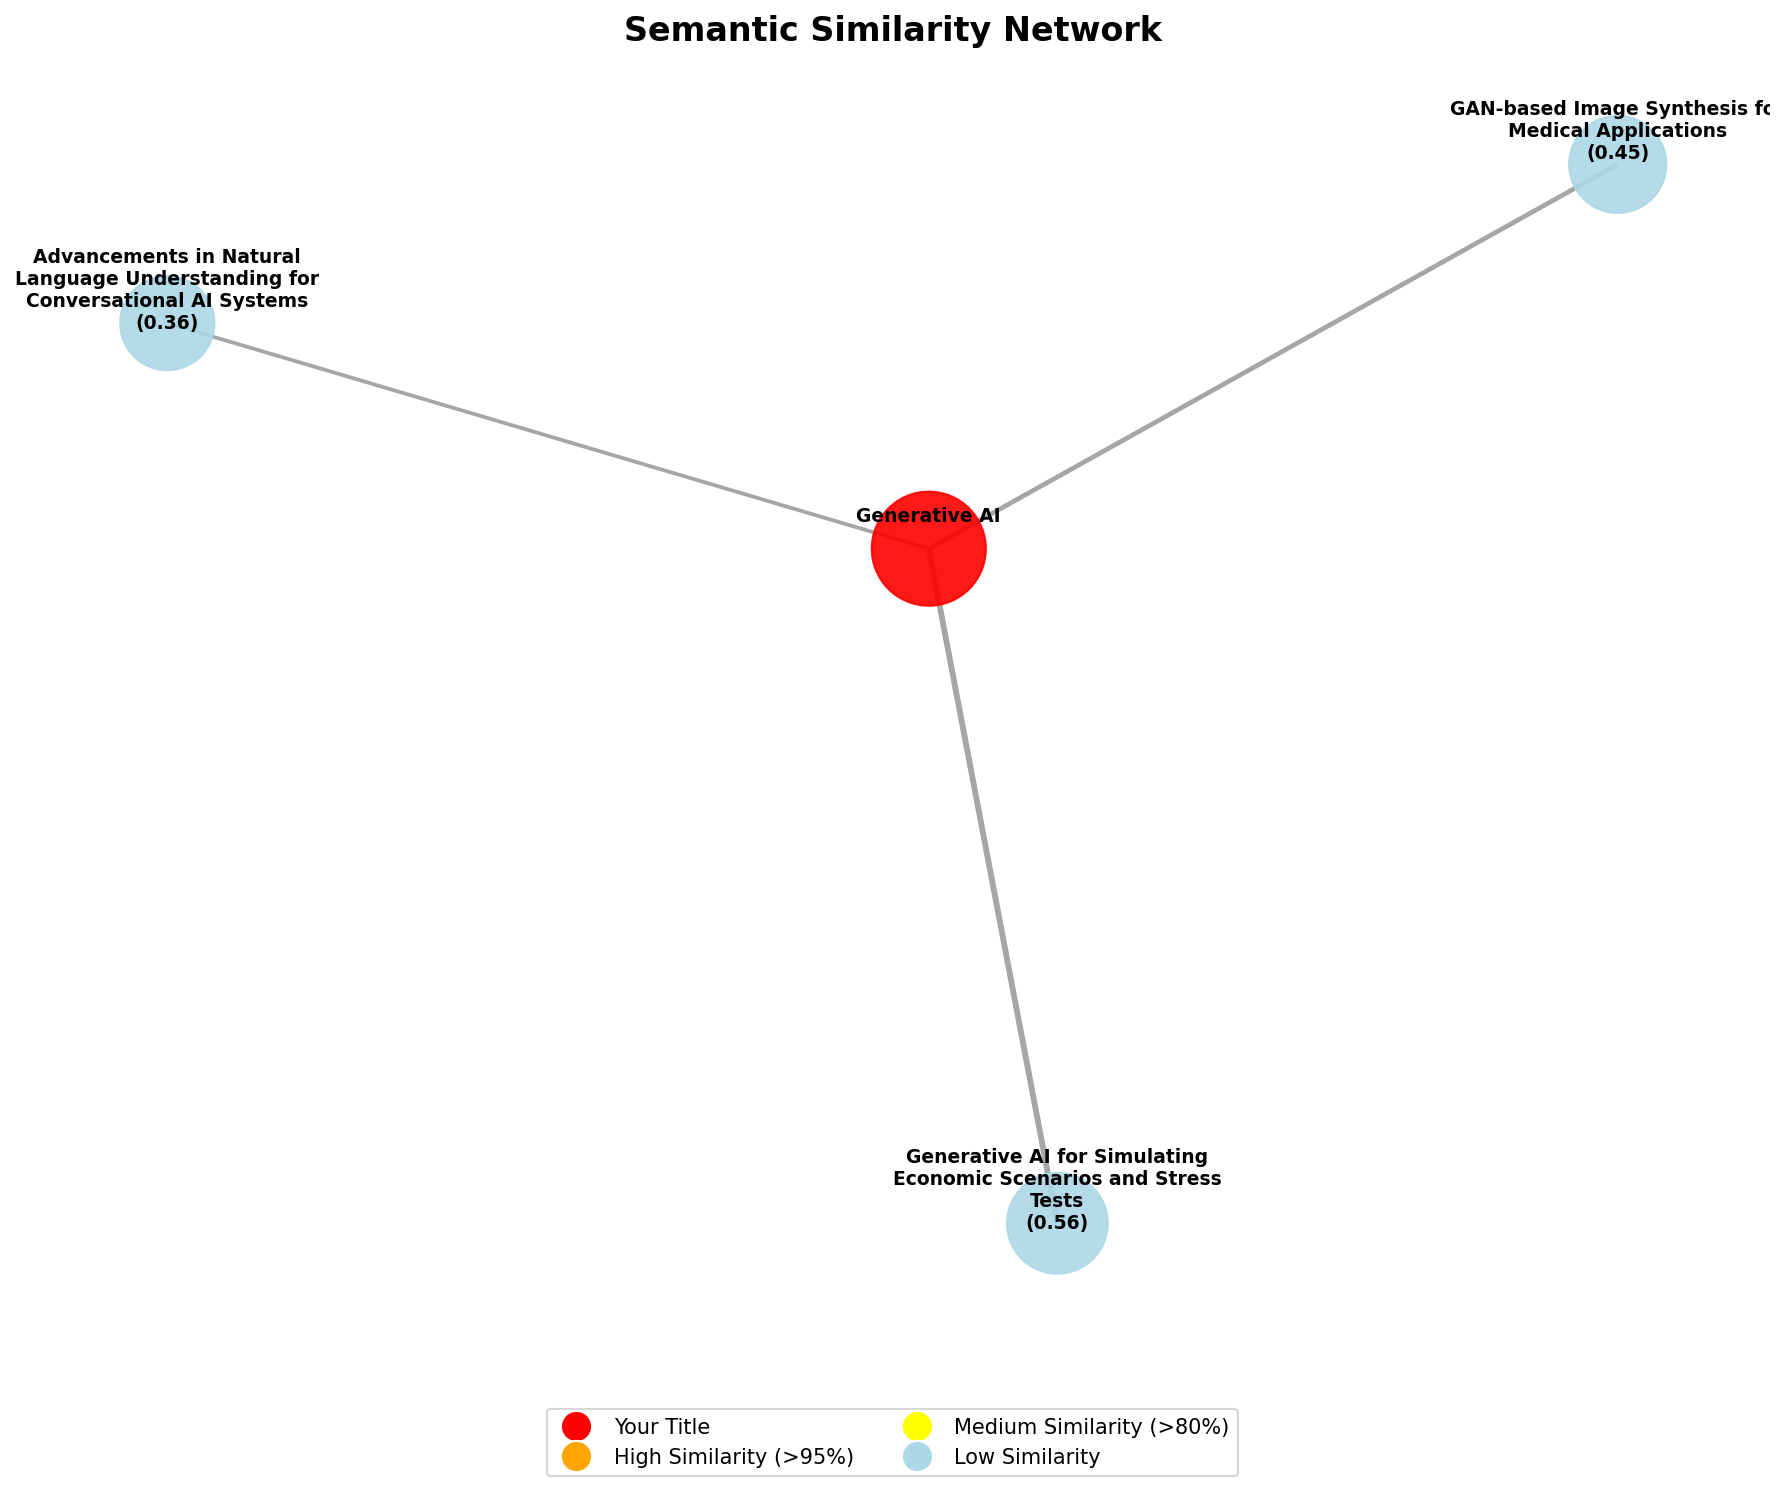 Semantic Similarity Network
GAN-based Image Synthesis fo
Medical Applications
(0.45)
Advancements in Natural
Language Understanding for
Conversational AI Systems
(0.36)
Generative AI
Generative AI for Simulating
Economic Scenarios and Stress
Tests
(0.56)
Your Title
High Similarity (>95%)
Medium Similarity (>80%)
Low Similarity